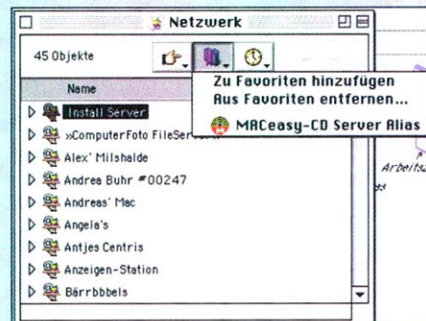 Netzwerk
45 Objekte
Name
Zu Favoriten hinzufügen
Aus Favoriten entfernen...
MACeasy-CD Server Alias
Install Server
»ComputerFoto FileServer«
Alex' Milshalde
Andrea Buhr #00247
Andreas' Mac
Angela's
Antjes Centris
Anzeigen-Station
Bärrbbbels